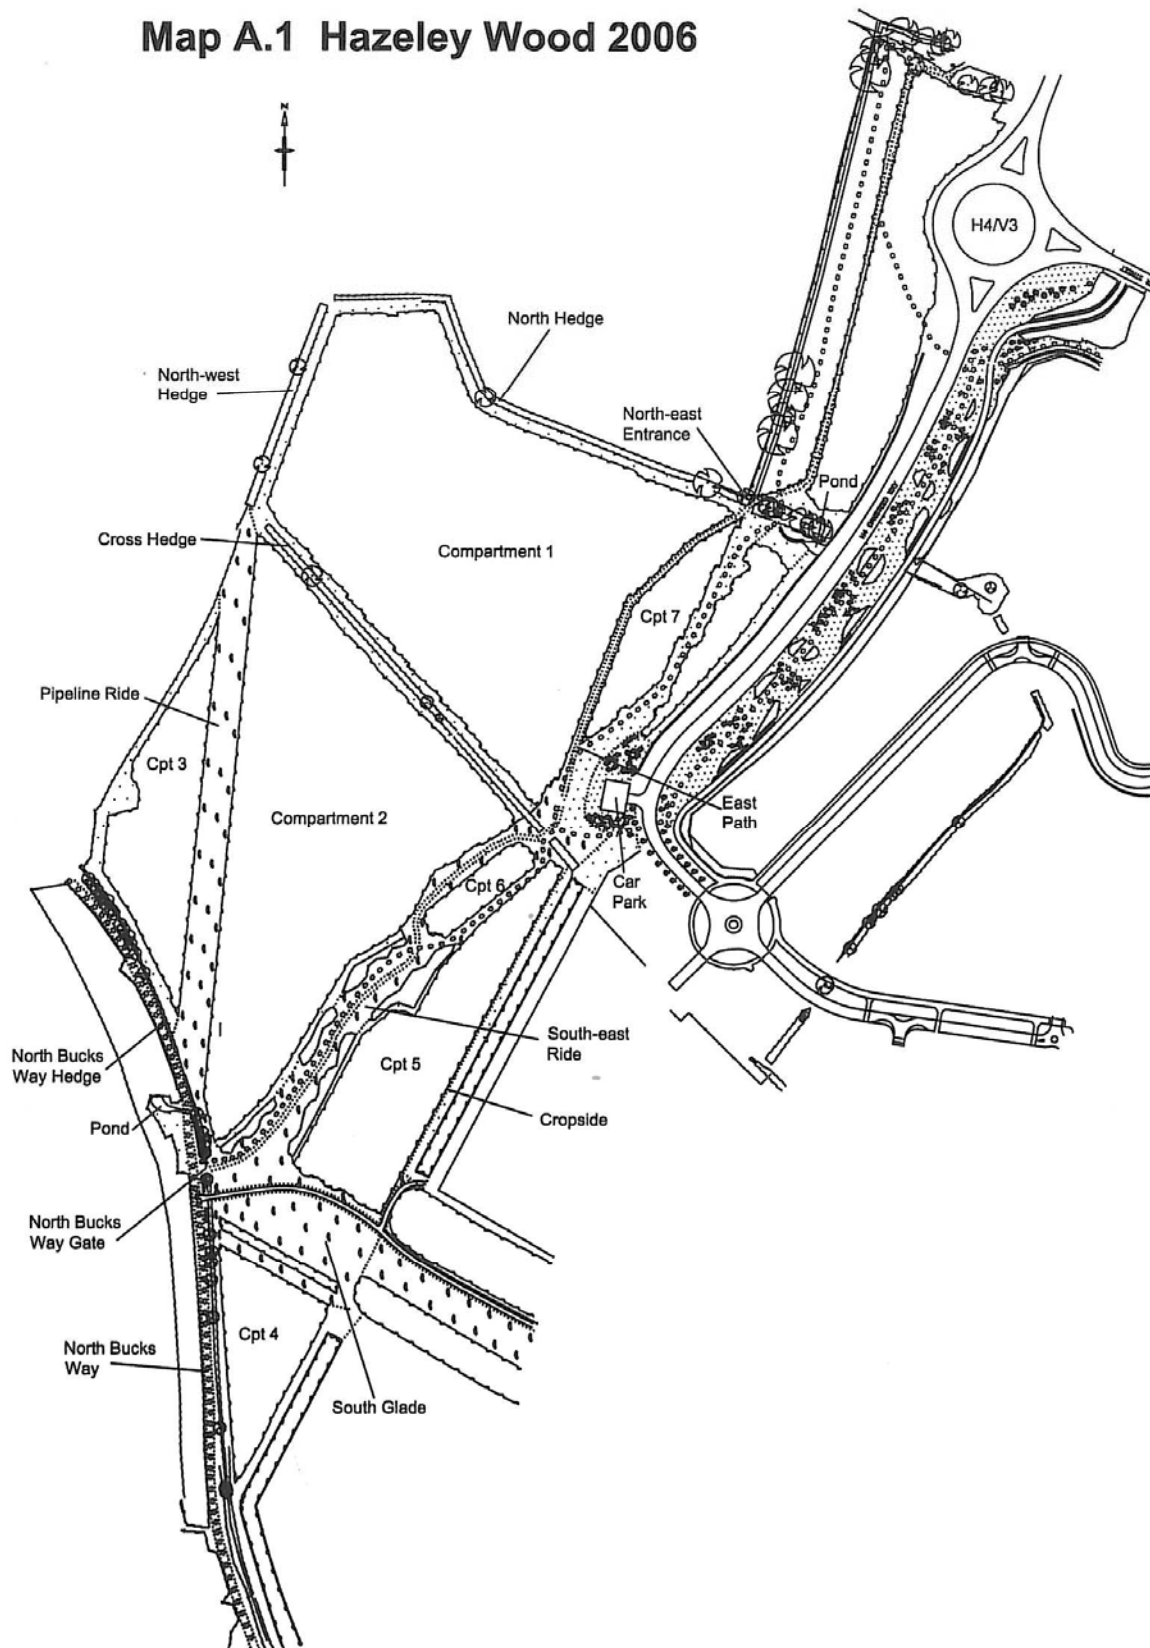 Map A.1 Hazeley Wood 2006
N
H4/V3
North Hedge
North-west
Hedge
North-east
Entrance
Pond
Cross Hedge
Compartment 1
Cpt 7
Pipeline Ride
Cpt 3
Compartment 2
East
Path
Cpt 6
Car
Park
North Bucks
Way Hedge
South-east
Ride
Cpt 5
Cropside
Pond
North Bucks
Way Gate
Cpt 4
North Bucks
Way
South Glade